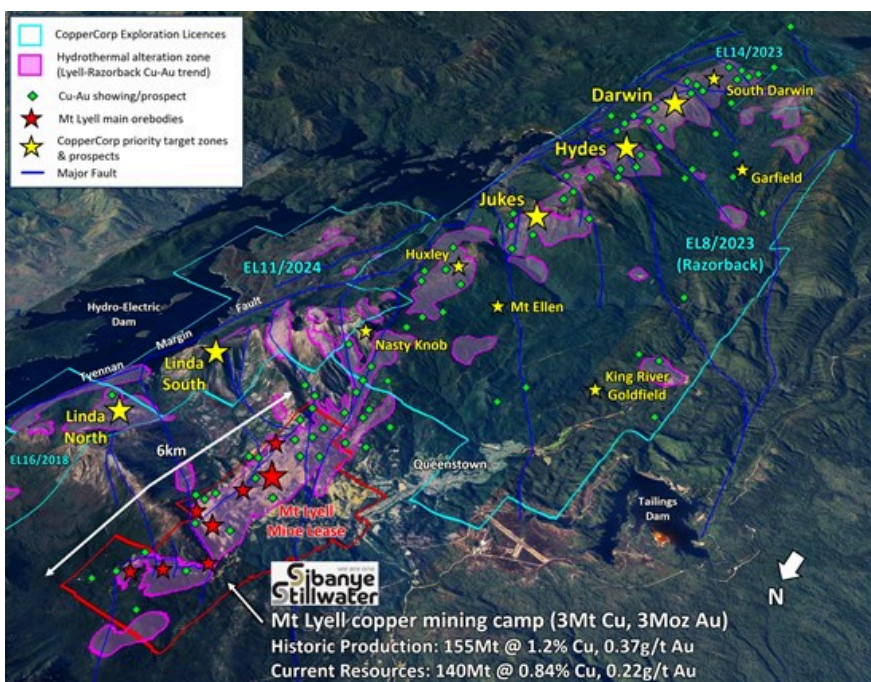 CopperCorp Exploration Licences
Hydrothermal alteration zone
(Lyell-Razorback Cu-Au trend)
Cu-Au showing/prospect
Mt Lyell main orebodies
CopperCorp priority target zones
& prospects
Major Fault
EL14/2023
South Darwin
Darwin
Hydes
Garfield
Jukes
EL8/2023
(Razorback)
Huxley
EL11/2024
Mt Ellen
Hydro-Electric
Dam
Nasty Knob
Tyennan Margin Fault
Linda
South
King River
Goldfield
Linda
North
6km
EL16/2018
Queenstown
Tailings
Dam
Mt Lyell
Mine Lease
we are one
Sibanye
Stillwater
N
Mt Lyell copper mining camp (3Mt Cu, 3Moz Au)
Historic Production: 155Mt @ 1.2% Cu, 0.37g/t Au
Current Resources: 140Mt @ 0.84% Cu, 0.22g/t Au